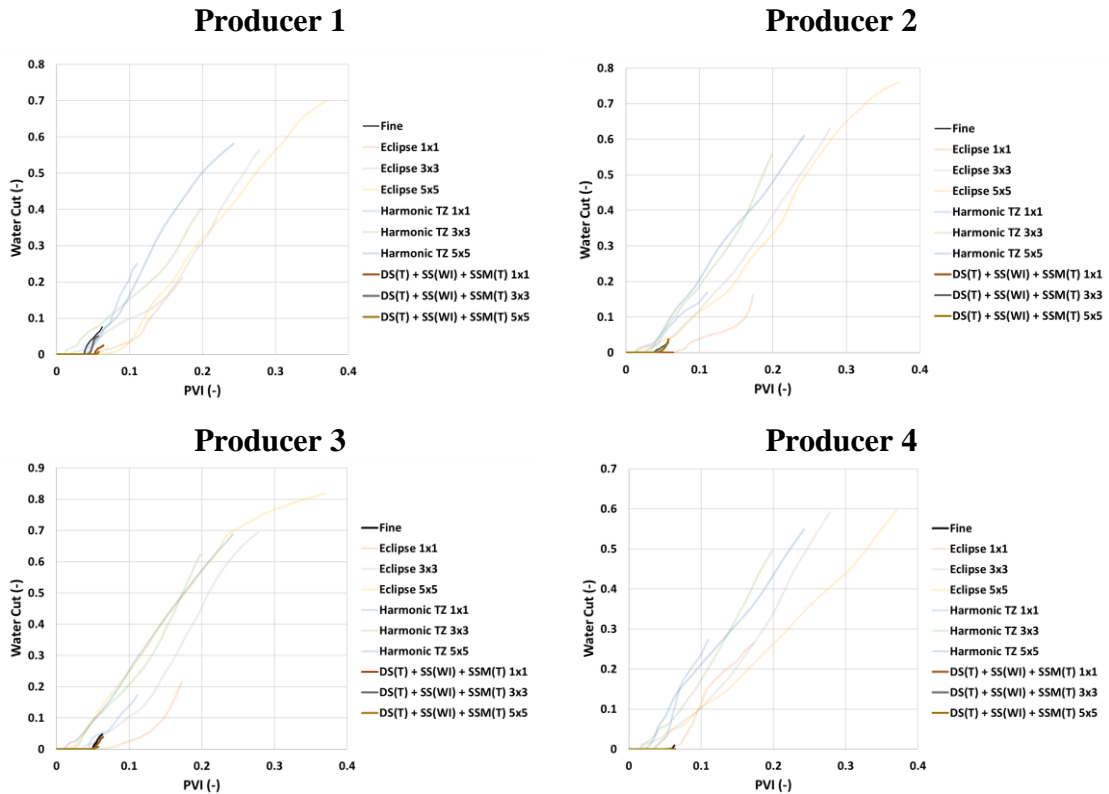 Producer 1
0.8
0.7
0.6
0.5
0.4
0.3
0.2
0.1
0
Water Cut (-)
0 0.1 0.2 0.3 0.4
PVI (-)
Fine
Eclipse 1x1
Eclipse 3x3
Eclipse 5x5
Harmonic TZ 1x1
Harmonic TZ 3x3
Harmonic TZ 5x5
DS(T) + SS(WI) + SSM(T) 1x1
DS(T) + SS(WI) + SSM(T) 3x3
DS(T) + SS(WI) + SSM(T) 5x5
Producer 2
0.8
0.7
0.6
0.5
0.4
0.3
0.2
0.1
0
Water Cut (-)
0 0.1 0.2 0.3 0.4
PVI (-)
Fine
Eclipse 1x1
Eclipse 3x3
Eclipse 5x5
Harmonic TZ 1x1
Harmonic TZ 3x3
Harmonic TZ 5x5
DS(T) + SS(WI) + SSM(T) 1x1
DS(T) + SS(WI) + SSM(T) 3x3
DS(T) + SS(WI) + SSM(T) 5x5
Producer 3
0.9
0.8
0.7
0.6
0.5
0.4
0.3
0.2
0.1
0
Water Cut (-)
0 0.1 0.2 0.3 0.4
PVI (-)
Fine
Eclipse 1x1
Eclipse 3x3
Eclipse 5x5
Harmonic TZ 1x1
Harmonic TZ 3x3
Harmonic TZ 5x5
DS(T) + SS(WI) + SSM(T) 1x1
DS(T) + SS(WI) + SSM(T) 3x3
DS(T) + SS(WI) + SSM(T) 5x5
Producer 4
0.7
0.6
0.5
0.4
0.3
0.2
0.1
0
Water Cut (-)
0 0.1 0.2 0.3 0.4
PVI (-)
Fine
Eclipse 1x1
Eclipse 3x3
Eclipse 5x5
Harmonic TZ 1x1
Harmonic TZ 3x3
Harmonic TZ 5x5
DS(T) + SS(WI) + SSM(T) 1x1
DS(T) + SS(WI) + SSM(T) 3x3
DS(T) + SS(WI) + SSM(T) 5x5